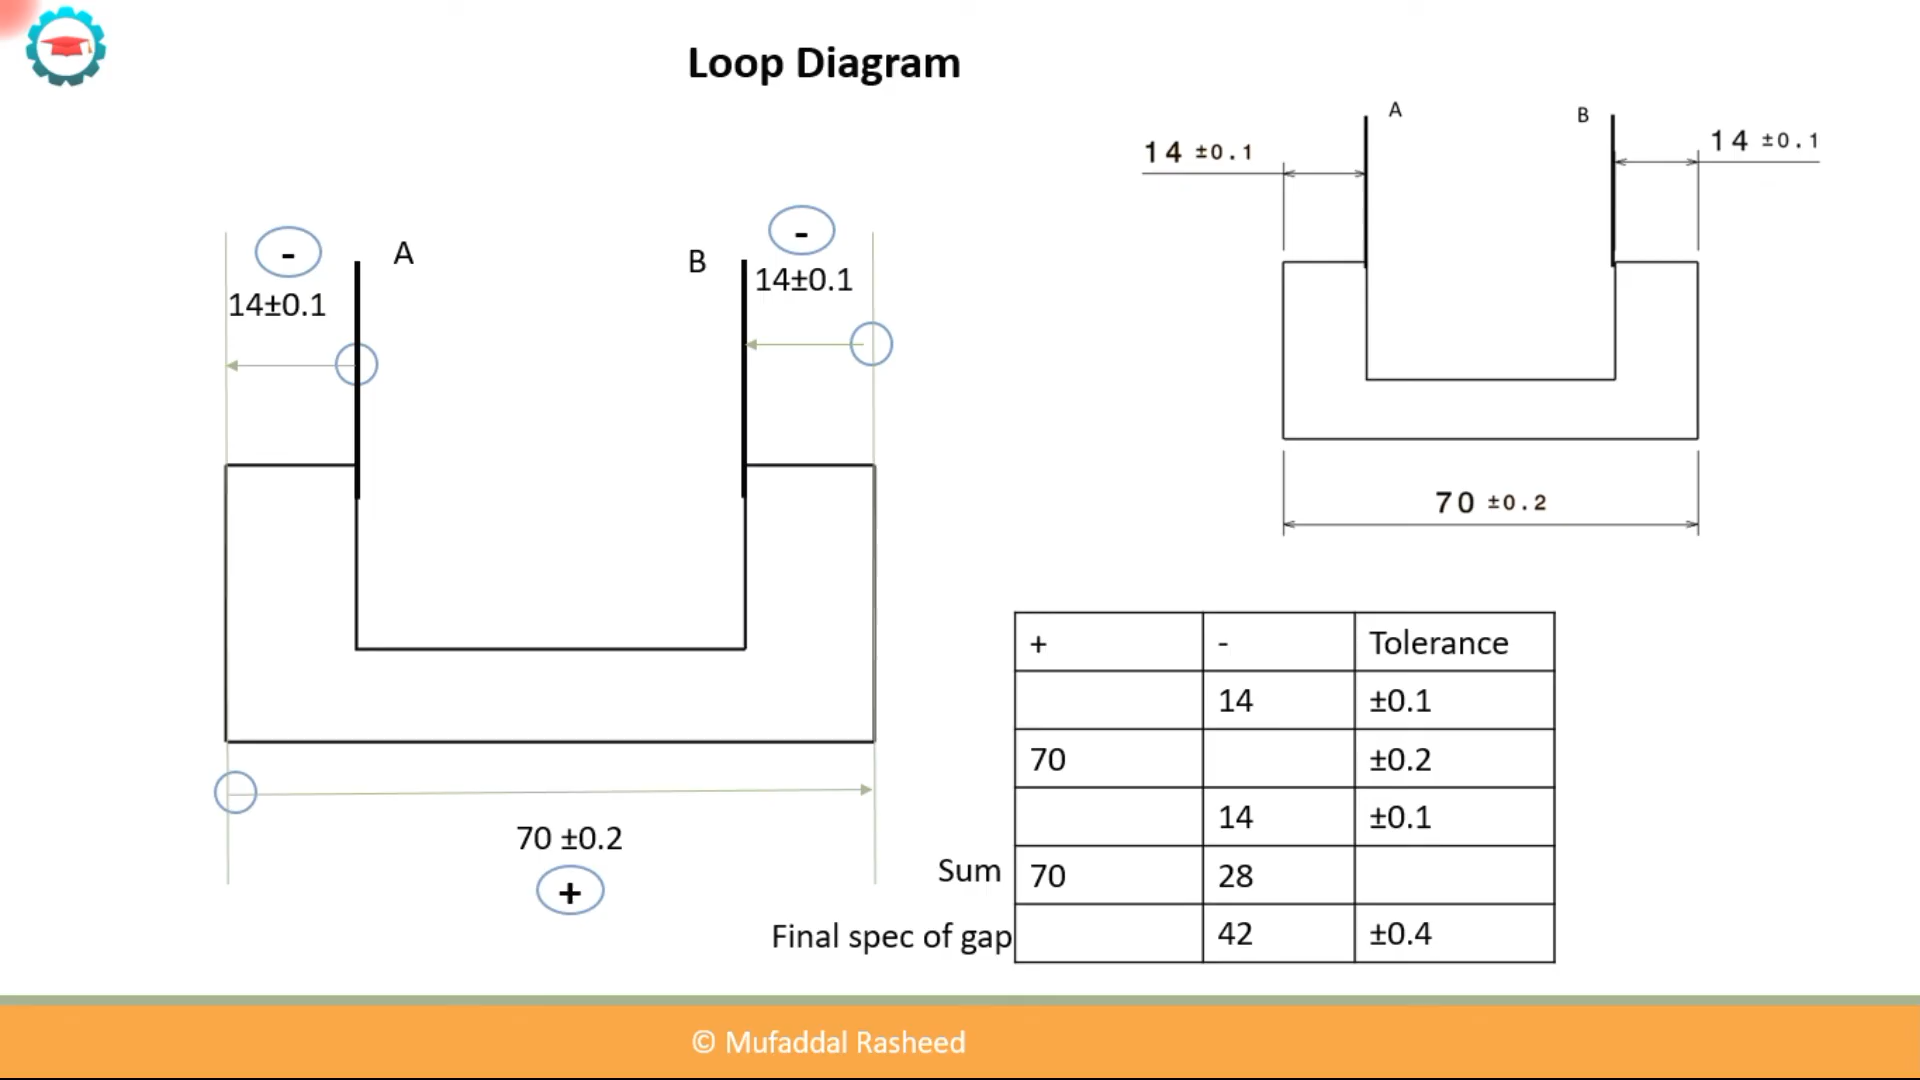 Loop Diagram
A
B
14 ±0.1
14 ±0.1
70 ±0.2
-
14±0.1
A
B
-
14±0.1
70 ±0.2
+
+ - Tolerance
14 ±0.1
70 ±0.2
14 ±0.1
Sum 70 28
Final spec of gap 42 ±0.4
© Mufaddal Rasheed